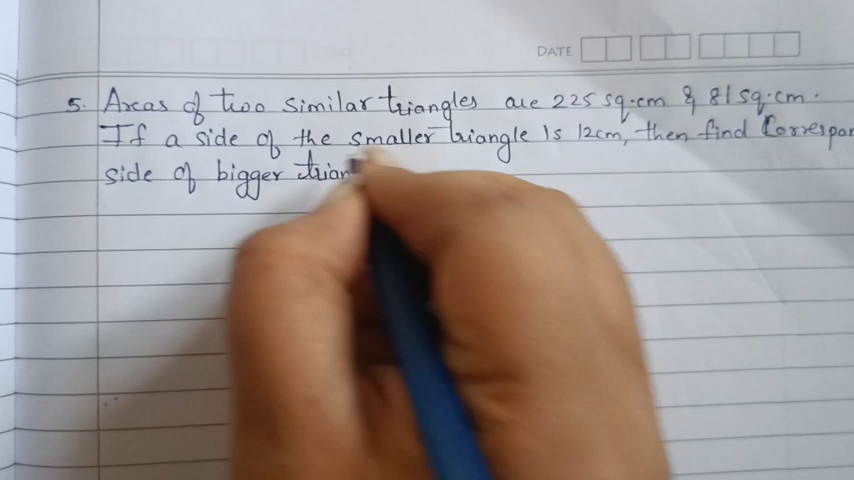 DATE
5. Areas of two similar triangles are 225 sq.cm & 81 sq.cm.
If a side of the smaller triangle is 12cm, then find Correspon
side of bigger trian